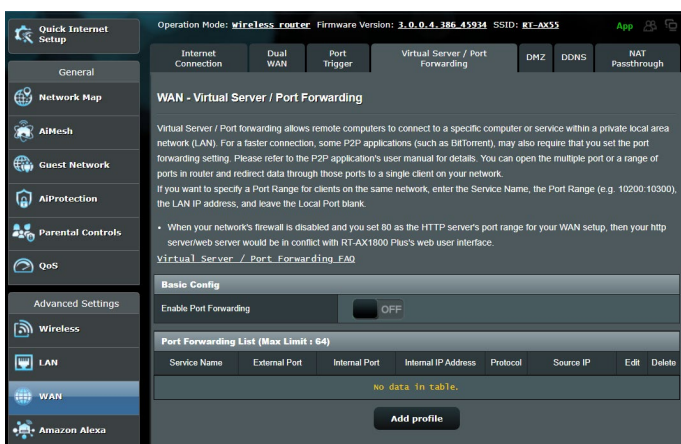 Quick Internet
Setup
General
Network Map
AiMesh
Guest Network
AiProtection
Parental Controls
QoS
Advanced Settings
Wireless
LAN
WAN
Amazon Alexa
Operation Mode: Wireless router Firmware Version: 3.0.0.4.386_45934 SSID: RT-AX55
App
Internet
Connection
Dual
WAN
Port
Trigger
Virtual Server / Port
Forwarding
DMZ
DDNS
NAT
Passthrough
WAN - Virtual Server / Port Forwarding
Virtual Server / Port forwarding allows remote computers to connect to a specific computer or service within a private local area
network (LAN). For a faster connection, some P2P applications (such as BitTorrent), may also require that you set the port
forwarding setting. Please refer to the P2P application's user manual for details. You can open the multiple port or a range of
ports in router and redirect data through those ports to a single client on your network.
If you want to specify a Port Range for clients on the same network, enter the Service Name, the Port Range (e.g. 10200:10300),
the LAN IP address, and leave the Local Port blank.
• When your network's firewall is disabled and you set 80 as the HTTP server's port range for your WAN setup, then your http
server/web server would be in conflict with RT-AX1800 Plus's web user interface.
Virtual Server / Port Forwarding FAQ
Basic Config
Enable Port Forwarding
OFF
Port Forwarding List (Max Limit : 64)
Service Name External Port Internal Port Internal IP Address Protocol Source IP Edit Delete
No data in table.
Add profile